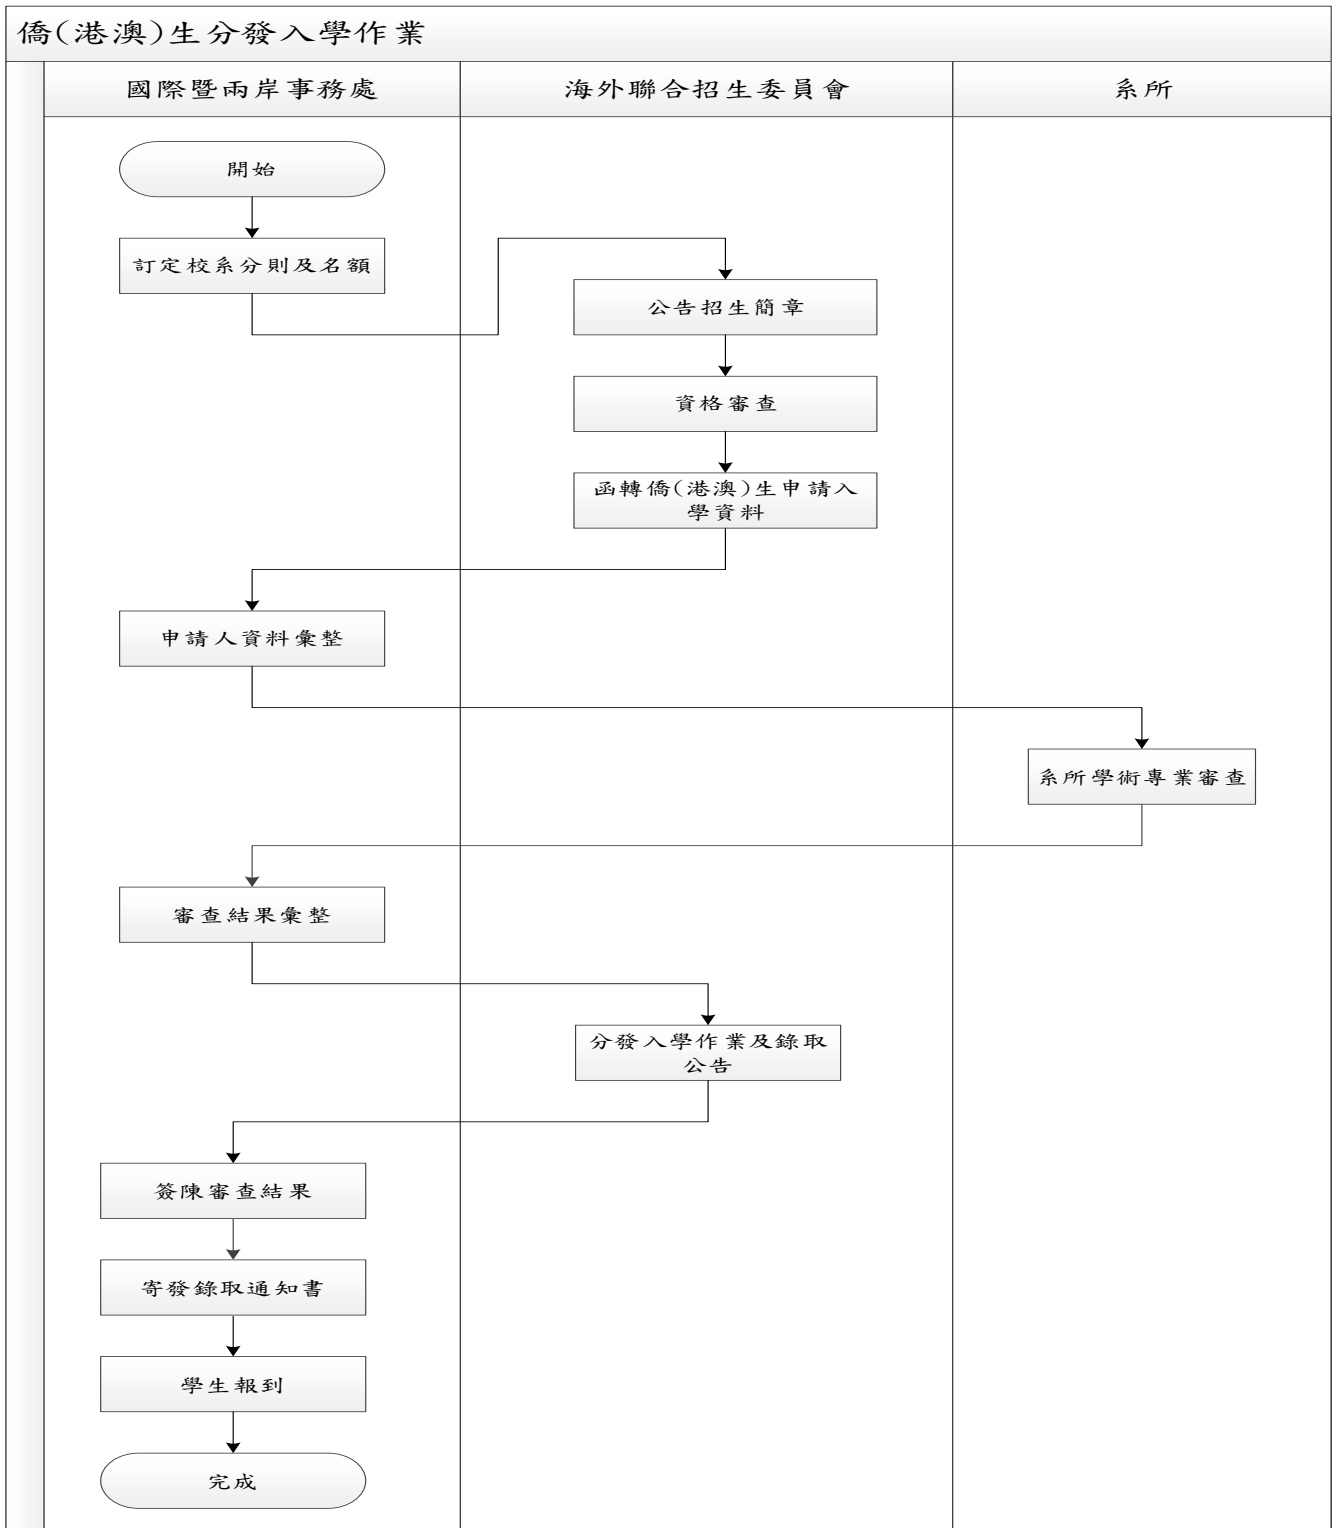 僑(港澳)生分發入學作業
國際暨兩岸事務處
海外聯合招生委員會
系所
開始
訂定校系分則及名額
公告招生簡章
資格審查
函轉僑(港澳)生申請入
學資料
申請人資料彙整
系所學術專業審查
審查結果彙整
分發入學作業及錄取
公告
簽陳審查結果
寄發錄取通知書
學生報到
完成